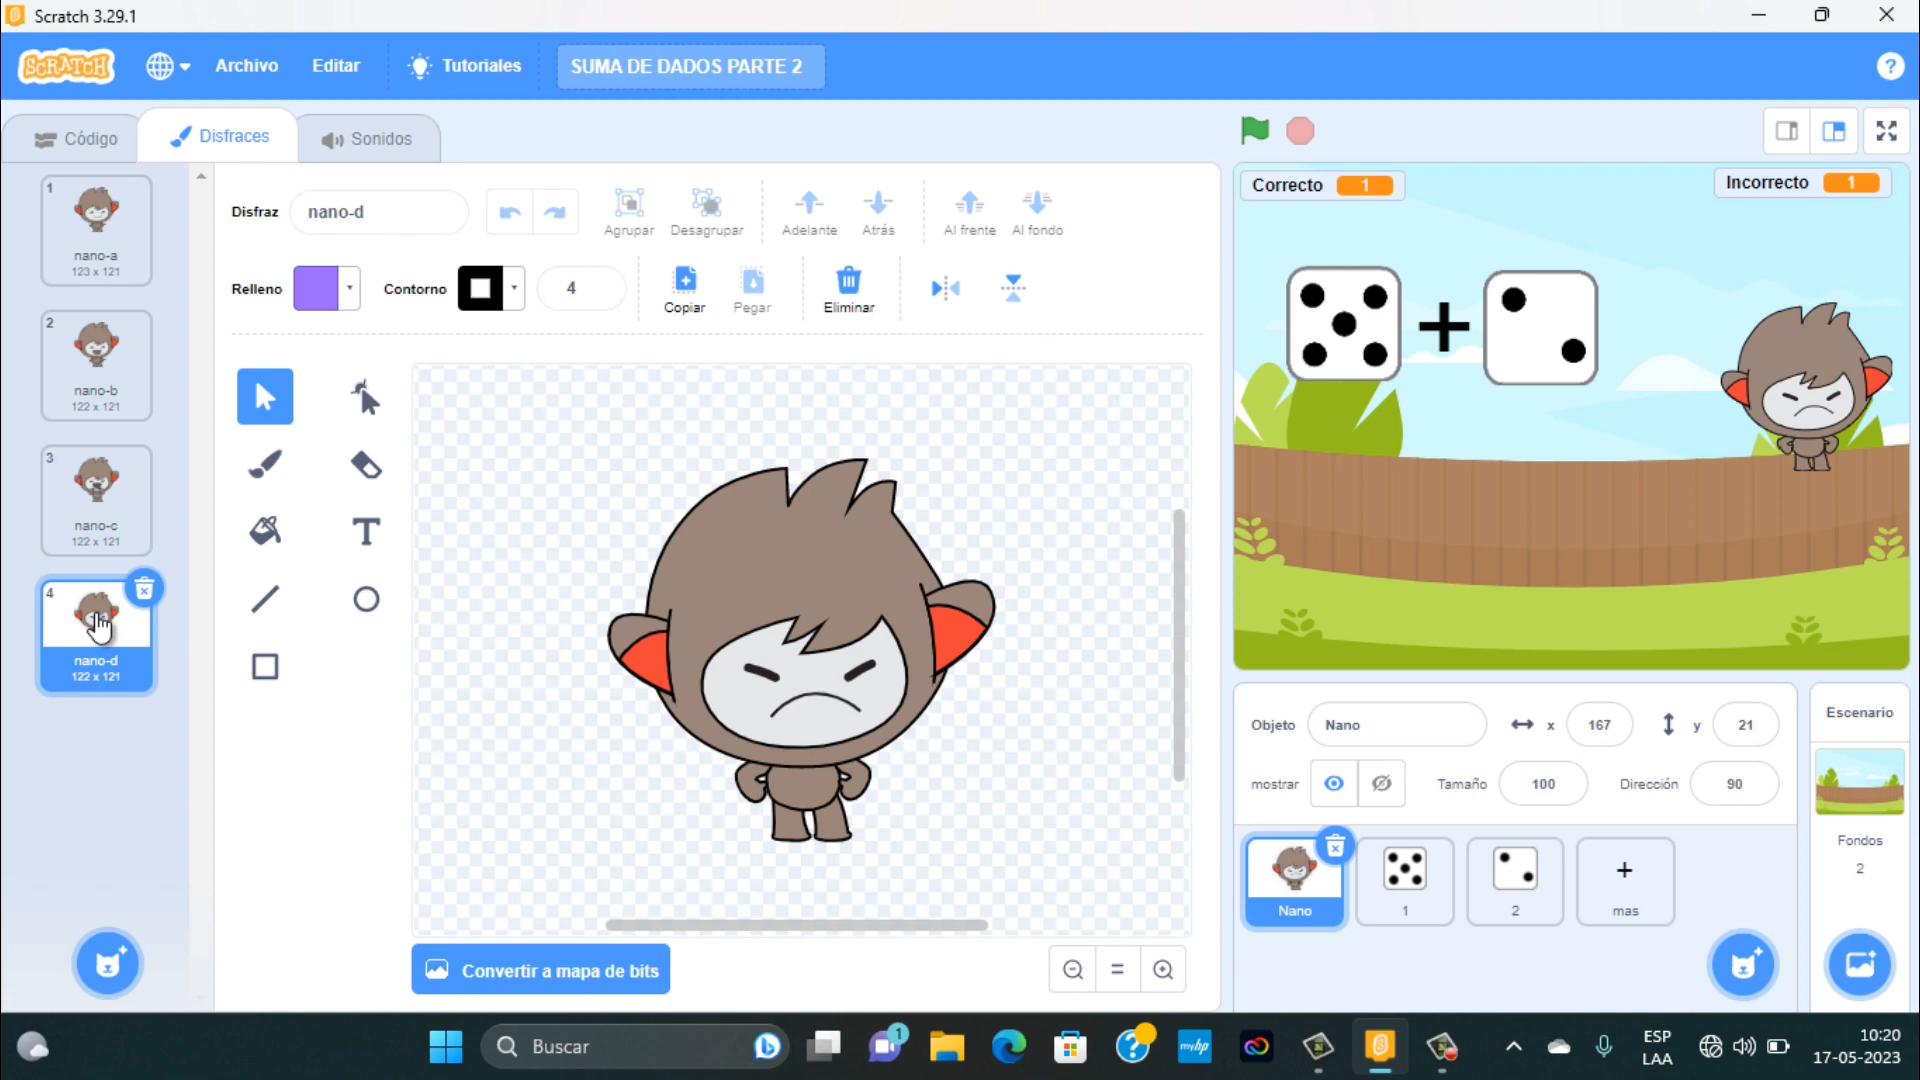 Scratch 3.29.1
SCRATCH
Archivo
Editar
Tutoriales
SUMA DE DADOS PARTE 2
?
Código
Disfraces
Sonidos
1
nano-a
123 x 121
2
nano-b
122 x 121
3
nano-c
122 x 121
4
nano-d
122 x 121
Disfraz
nano-d
Agrupar
Desagrupar
Adelante
Atrás
Al frente
Al fondo
Relleno
Contorno
4
Copiar
Pegar
Eliminar
T
Convertir a mapa de bits
=
Correcto 1
Incorrecto 1
+
Objeto
Nano
x
167
y
21
mostrar
Tamaño
100
Dirección
90
Nano
1
2
+
mas
Escenario
Fondos
2
Buscar
1
?
myhp
ESP
LAA
10:20
17-05-2023